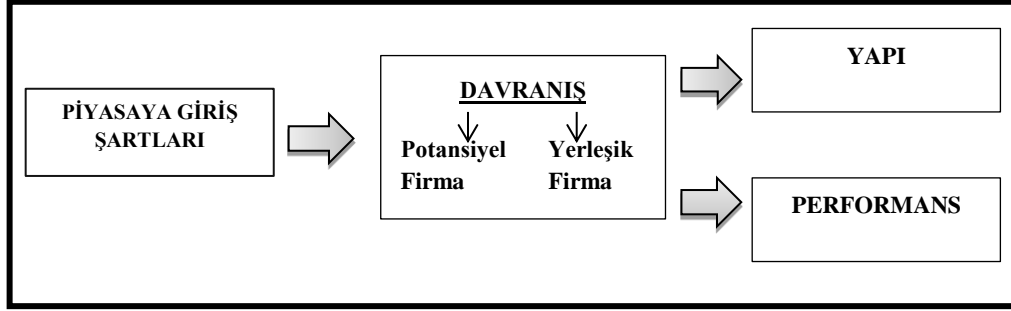 PİYASAYA GİRİŞ
ŞARTLARI
DAVRANIŞ
Potansiyel
Firma
Yerleşik
Firma
YAPI
PERFORMANS